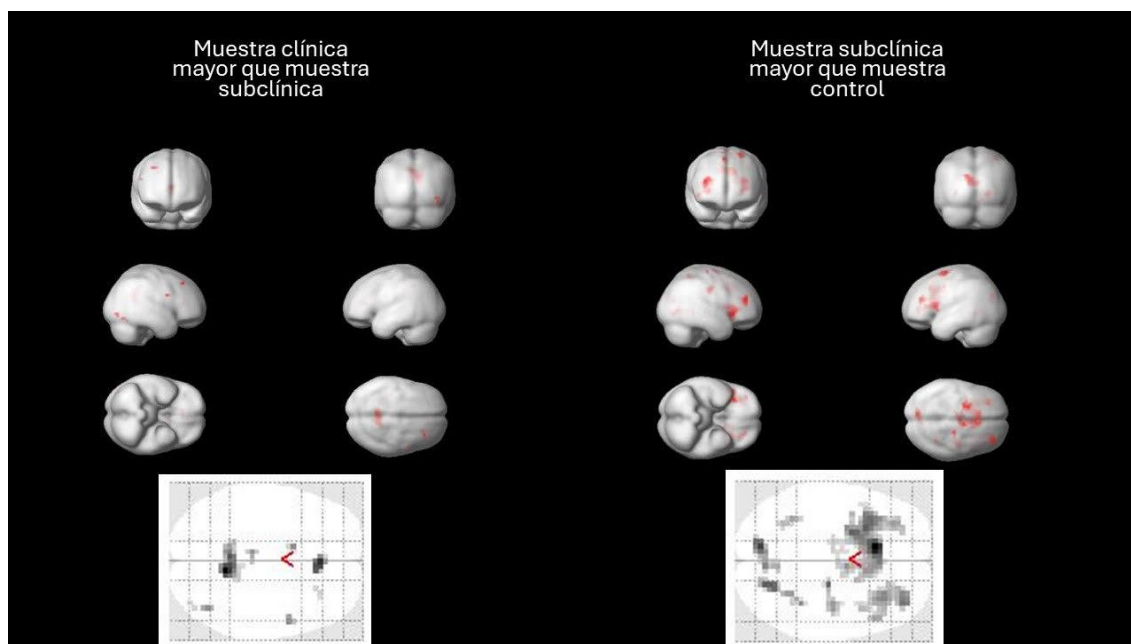 Muestra clínica
mayor que muestra
subclínica
Muestra subclínica
mayor que muestra
control